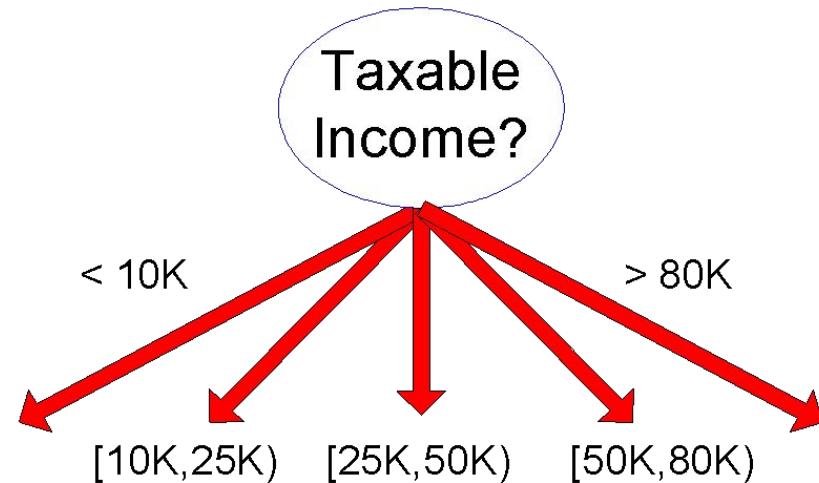 Taxable
Income?
< 10K
> 80K
[10K,25K)
[25K,50K)
[50K,80K)